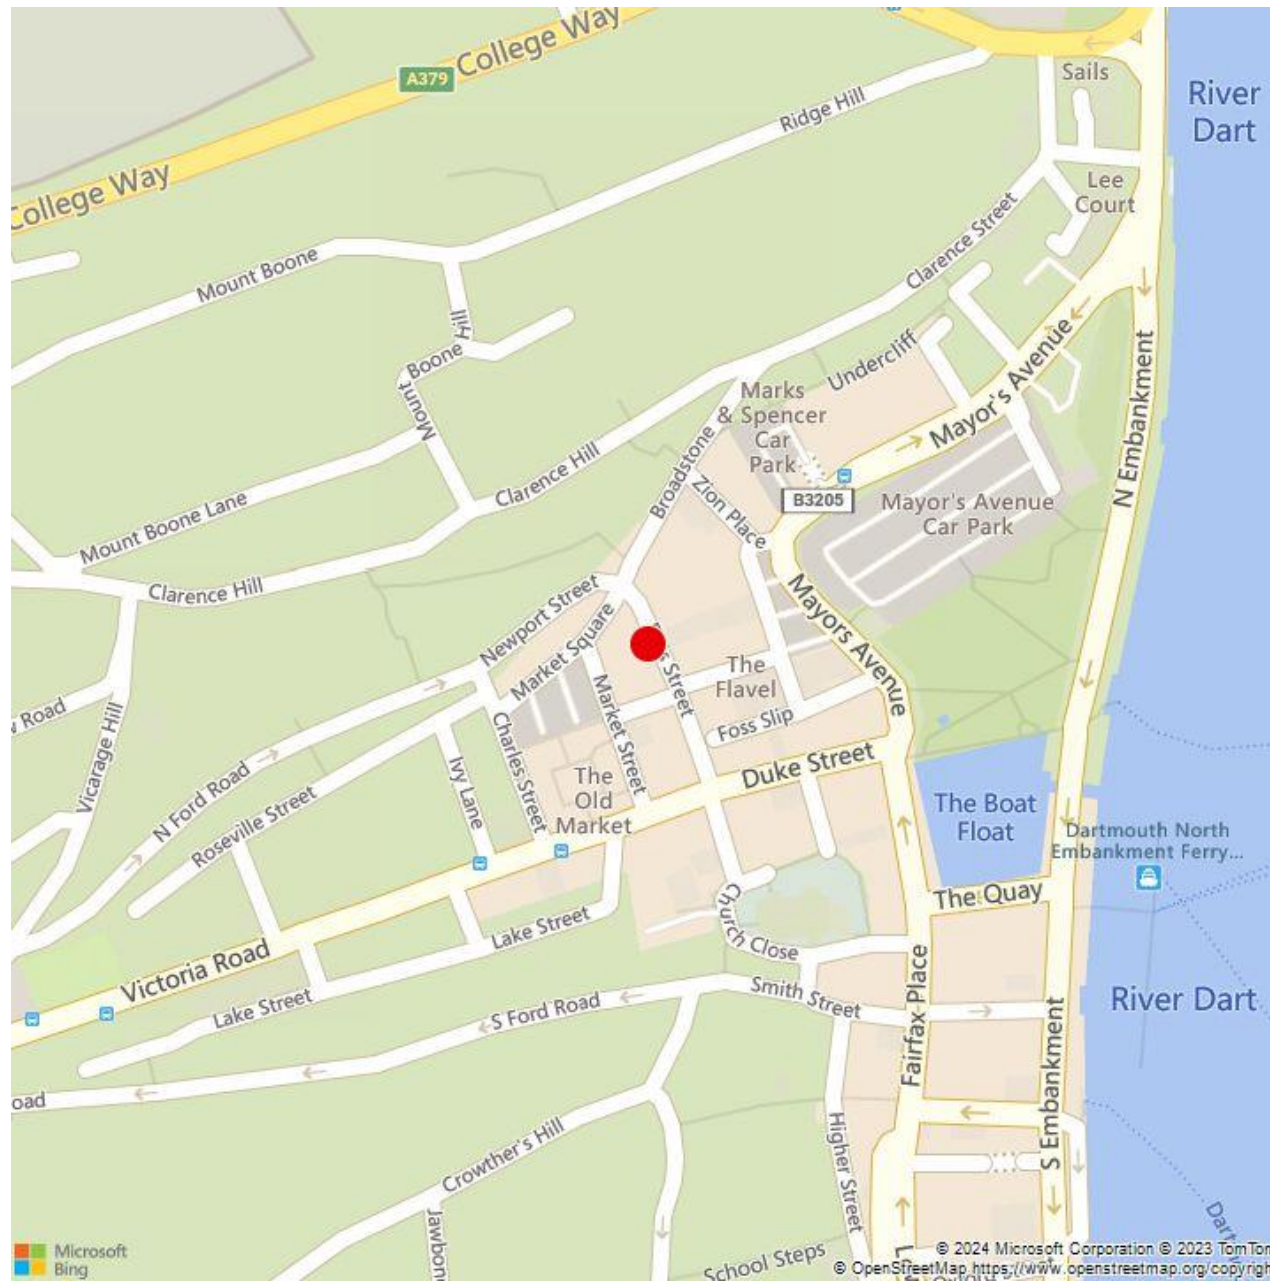 College Way
A379
College Way
Ridge Hill
Sails
River
Dart
Lee
Court
Mount Boone
Clarence Street
Boone Hill
Mount
Undercliff
Mayor's Avenue
N Embankment
Marks
& Spencer
Car
Park
Broadstone
Clarence Hill
Zion Place
B3205
Mayor's Avenue
Car Park
Mount Boone Lane
Clarence Hill
Newport Street
Market Square
Mayors Avenue
Street
The
Flavel
Market Street
Foss Slip
Charles Street
Road
Vicarage Hill
N Ford Road
Roseville Street
Ivy Lane
The
Old
Market
Duke Street
The Boat
Float
Dartmouth North
Embankment Ferry...
The Quay
Church Close
Lake Street
Victoria Road
Lake Street
Smith Street
S Ford Road
Fairfax Place
River Dart
S Embankment
oad
Crowther's Hill
Higher Street
School Steps
Microsoft
Bing
© 2024 Microsoft Corporation © 2023 TomTom
© OpenStreetMap https://www.openstreetmap.org/copyrigh